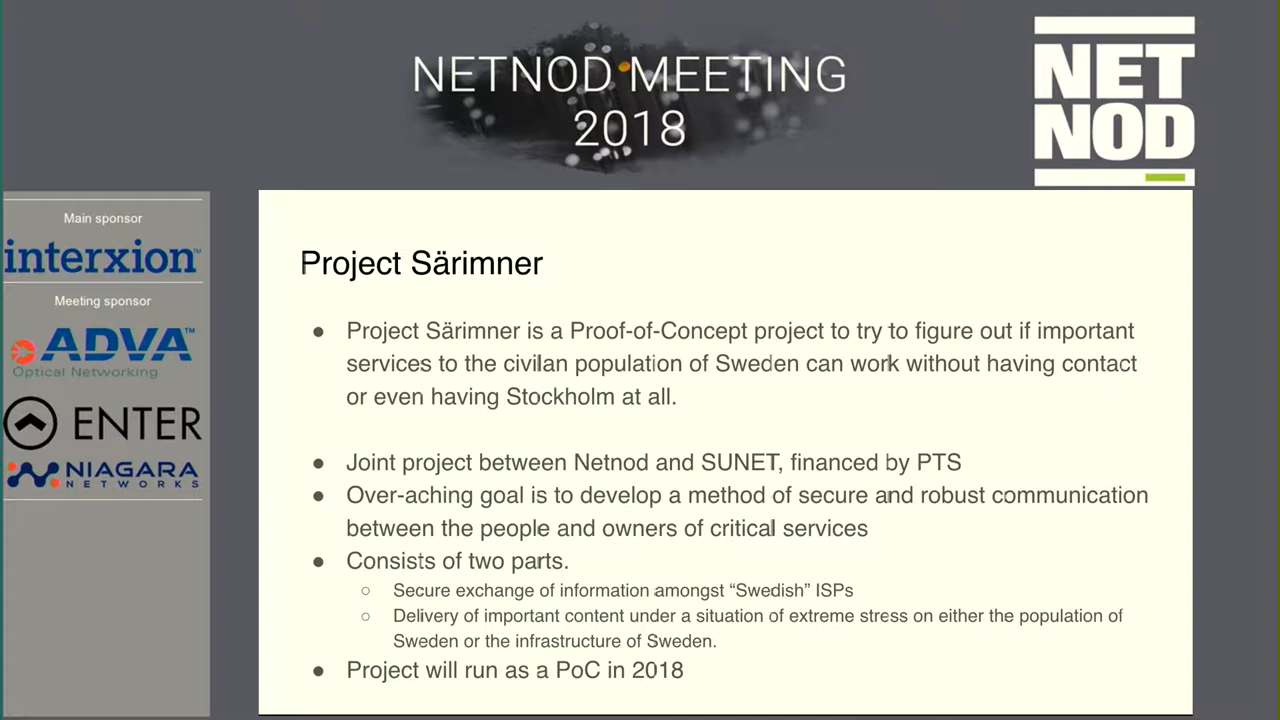 NETNOD MEETING
2018
NET
NOD
Main sponsor
interxion™
Meeting sponsor
ADVA™
Optical Networking
ENTER
NIAGARA
NETWORKS
Project Särimner
● Project Särimner is a Proof-of-Concept project to try to figure out if important
services to the civilan population of Sweden can work without having contact
or even having Stockholm at all.
● Joint project between Netnod and SUNET, financed by PTS
● Over-aching goal is to develop a method of secure and robust communication
between the people and owners of critical services
● Consists of two parts.
○ Secure exchange of information amongst “Swedish” ISPs
○ Delivery of important content under a situation of extreme stress on either the population of
Sweden or the infrastructure of Sweden.
● Project will run as a PoC in 2018